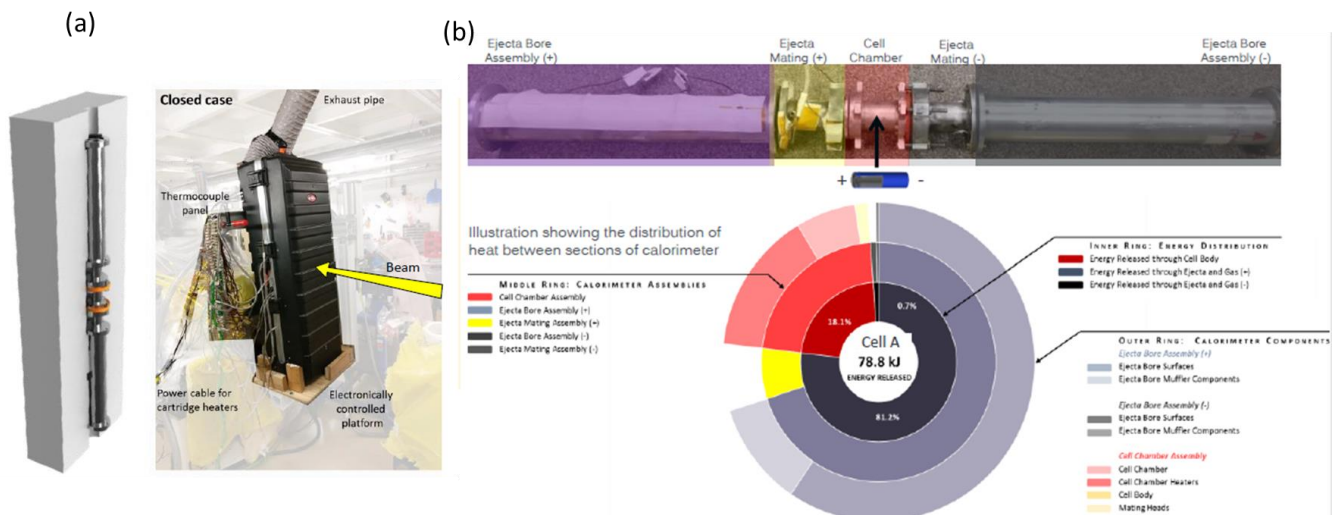 (a)
Closed case
Exhaust pipe
Thermocouple
panel
Beam
Power cable for
cartridge heaters
Electronically
controlled
platform
(b)
Ejecta Bore
Assembly (+)
Ejecta
Mating (+)
Cell
Chamber
Ejecta
Mating (-)
Ejecta Bore
Assembly (-)
+ -
Illustration showing the distribution of
heat between sections of calorimeter
MIDDLE RING: CALORIMETER ASSEMBLIES
Cell Chamber Assembly
Ejecta Bore Assembly (+)
Ejecta Mating Assembly (+)
Ejecta Bore Assembly (-)
Ejecta Mating Assembly (-)
0.7%
18.1%
Cell A
78.8 kJ
ENERGY RELEASED
81.2%
INNER RING: ENERGY DISTRIBUTION
Energy Released through Cell Body
Energy Released through Ejecta and Gas (+)
Energy Released through Ejecta and Gas (-)
OUTER RING: CALORIMETER COMPONENTS
Ejecta Bore Assembly (+)
Ejecta Bore Surfaces
Ejecta Bore Muffler Components
Ejecta Bore Assembly (-)
Ejecta Bore Surfaces
Ejecta Bore Muffler Components
Cell Chamber Assembly
Cell Chamber
Cell Chamber Heaters
Cell Body
Mating Heads